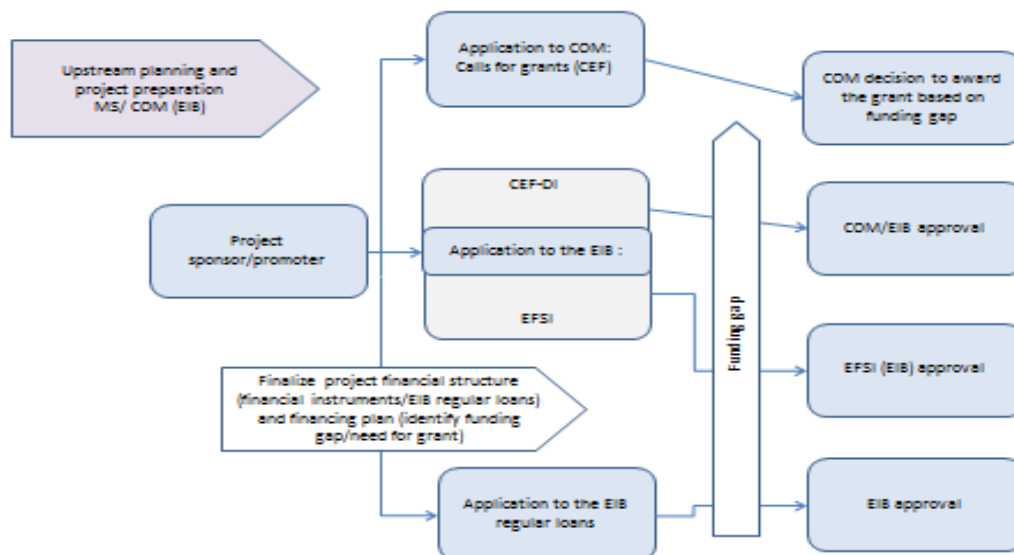 Upstream planning and
project preparation
MS/ COM (EIB)
Application to COM:
Calls for grants (CEF)
COM decision to award
the grant based on
funding gap
CEF-DI
COM/EIB approval
Project
sponsor/promoter
Application to the EIB :
EFSI
Funding gap
EFSI (EIB) approval
Finalize project financial structure
(financial instruments/EIB regular loans)
and financing plan (identify funding
gap/need for grant)
Application to the EIB
regular loans
EIB approval